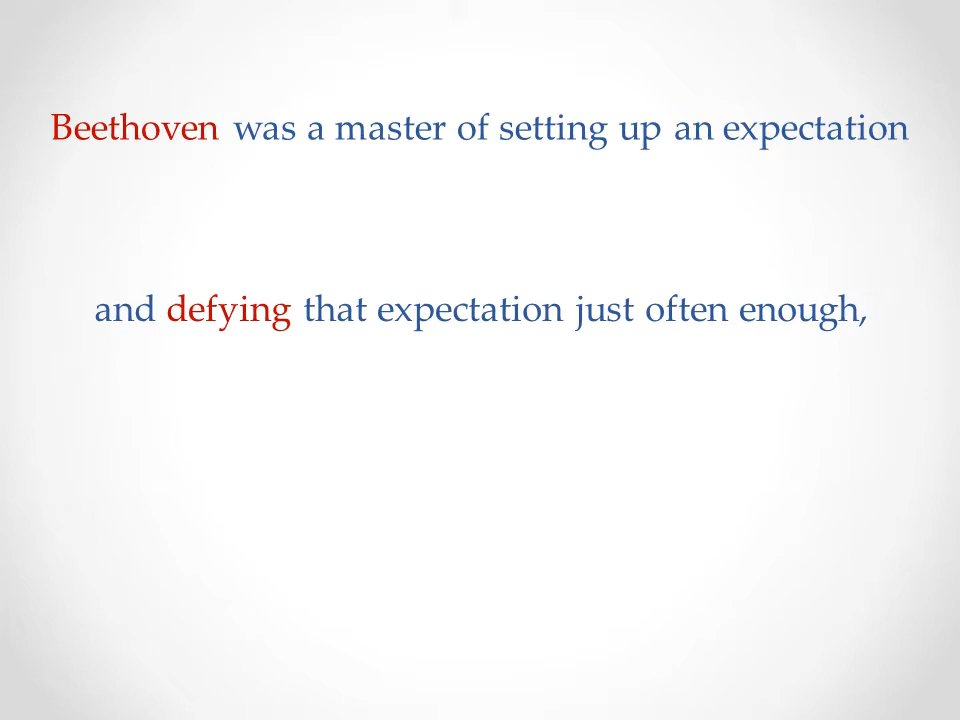 Beethoven was a master of setting up an expectation
and defying that expectation just often enough,